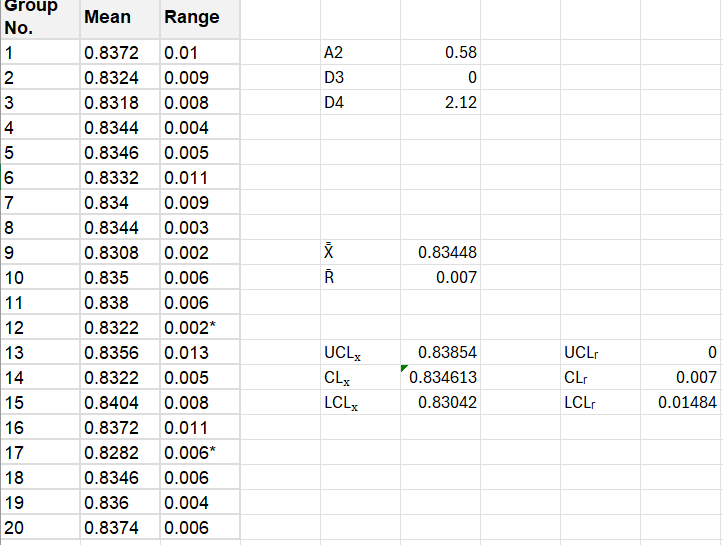 Group No. Mean Range
1 0.8372 0.01 A2 0.58
2 0.8324 0.009 D3 0
3 0.8318 0.008 D4 2.12
4 0.8344 0.004
5 0.8346 0.005
6 0.8332 0.011
7 0.834 0.009
8 0.8344 0.003
9 0.8308 0.002 X̄̄ 0.83448
10 0.835 0.006 R̄ 0.007
11 0.838 0.006
12 0.8322 0.002*
13 0.8356 0.013 UCLₓ 0.83854 UCLr 0
14 0.8322 0.005 CLₓ 0.834613 CLr 0.007
15 0.8404 0.008 LCLₓ 0.83042 LCLr 0.01484
16 0.8372 0.011
17 0.8282 0.006*
18 0.8346 0.006
19 0.836 0.004
20 0.8374 0.006